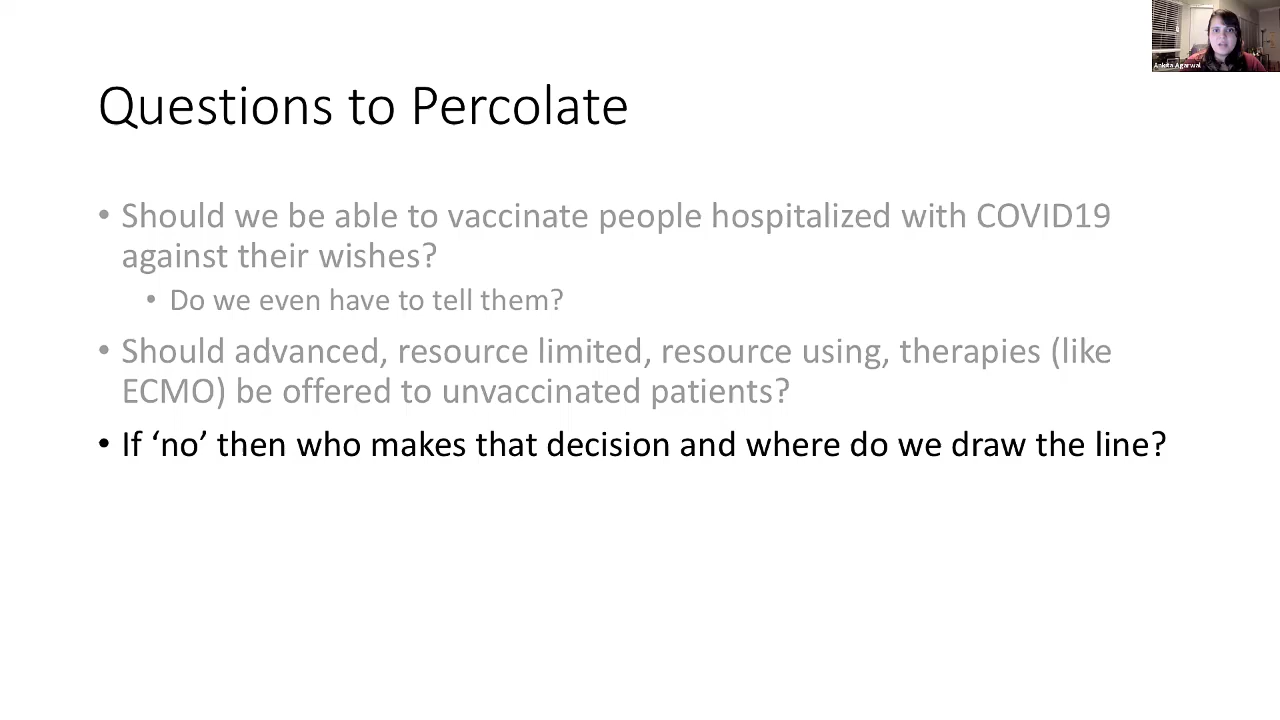 Ankita Agarwal
Questions to Percolate
• Should we be able to vaccinate people hospitalized with COVID19
against their wishes?
• Do we even have to tell them?
• Should advanced, resource limited, resource using, therapies (like
ECMO) be offered to unvaccinated patients?
• If ‘no’ then who makes that decision and where do we draw the line?